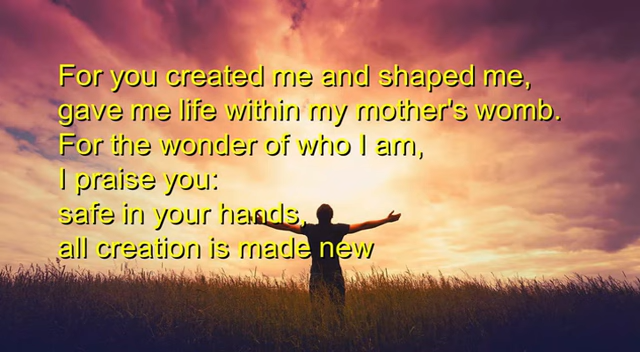 For you created me and shaped me,
gave me life within my mother's womb.
For the wonder of who I am,
I praise you:
safe in your hands,
all creation is made new